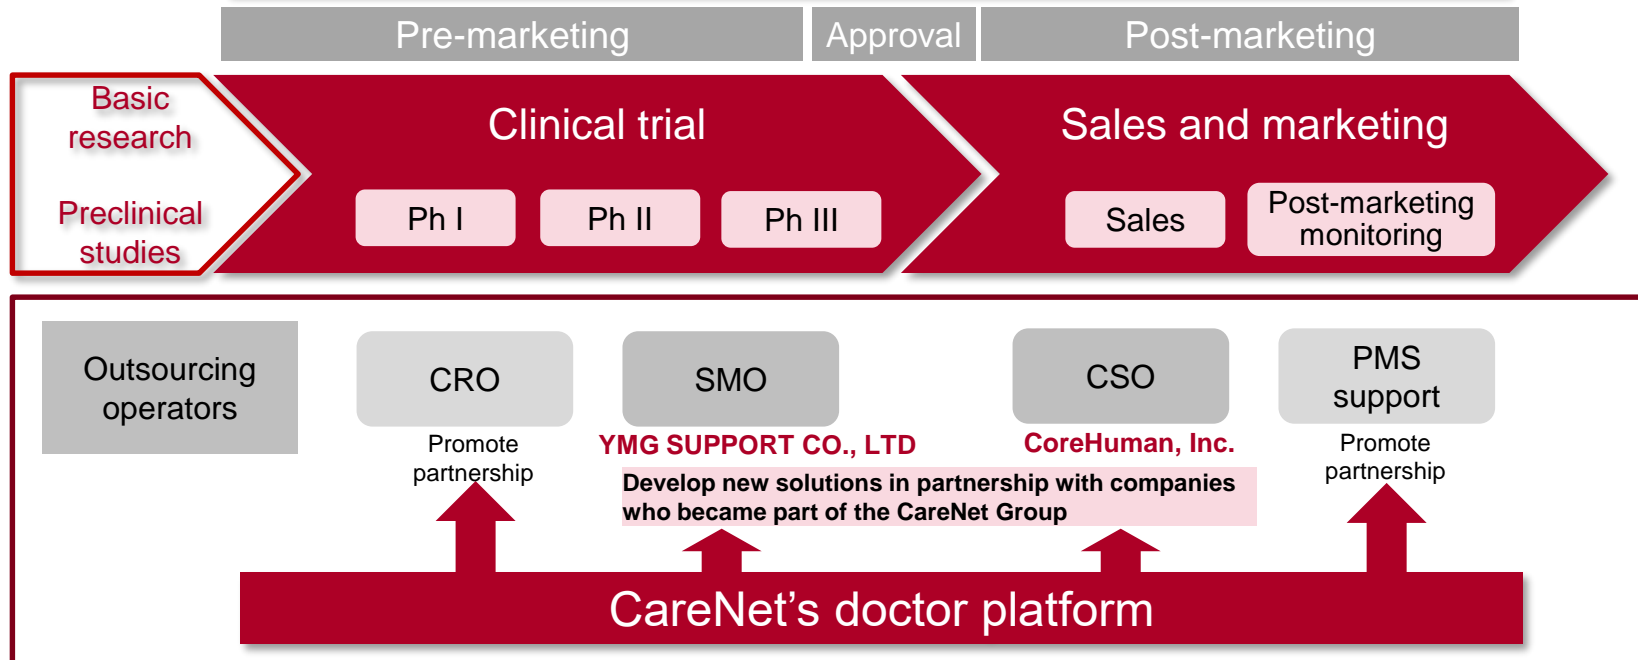 Pre-marketing
Approval
Post-marketing
Basic
research
Preclinical
studies
Clinical trial
Ph I
Ph II
Ph III
Sales and marketing
Sales
Post-marketing
monitoring
Outsourcing
operators
CRO
Promote
partnership
SMO
YMG SUPPORT CO., LTD
CSO
CoreHuman, Inc.
PMS
support
Promote
partnership
Develop new solutions in partnership with companies
who became part of the CareNet Group
CareNet’s doctor platform